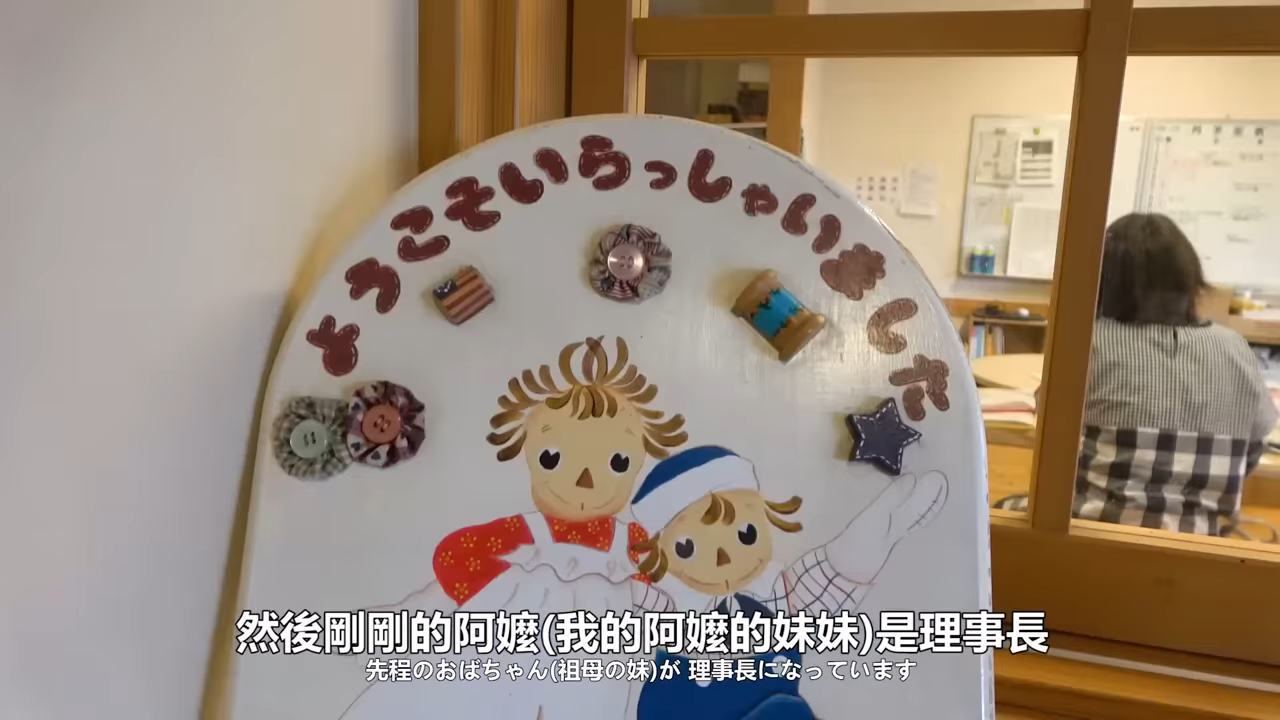 ようこそいらっしゃいました
然後剛剛的阿嬤(我的阿嬤的妹妹)是理事長
先程のおばちゃん(祖母の妹)が 理事長になっています